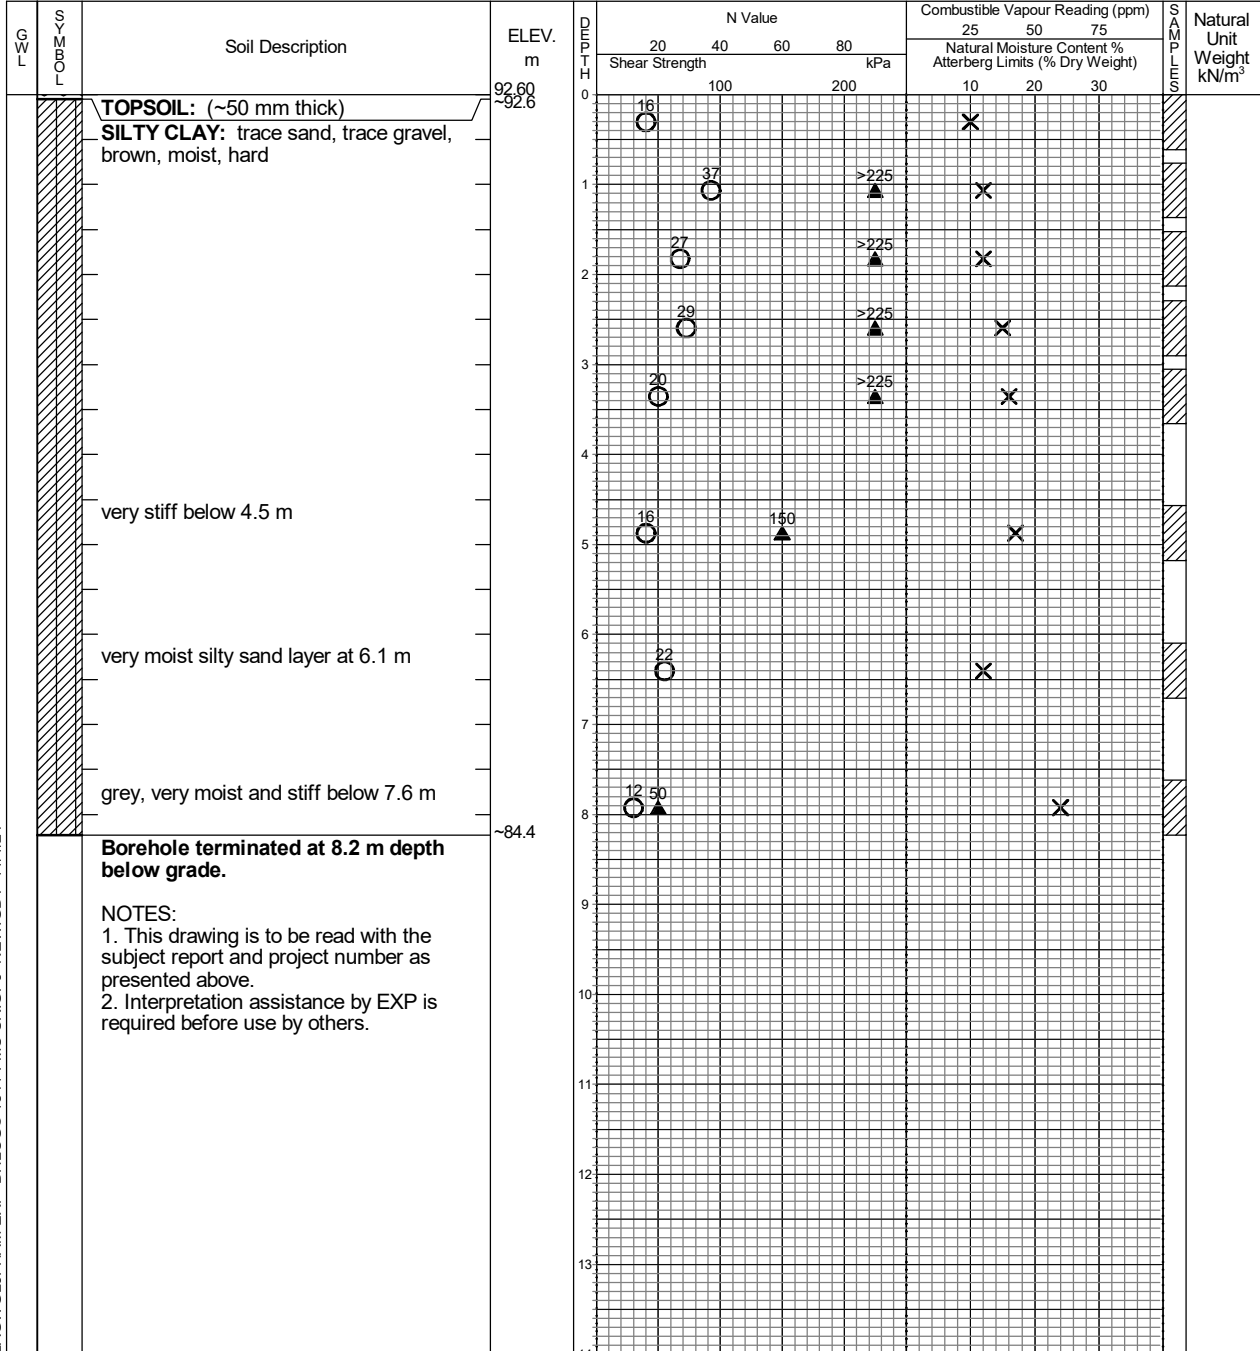 GWL
SYMBOL
Soil Description
ELEV.
m
DEPTH
N Value
20 40 60 80
Shear Strength kPa
100 200
Combustible Vapour Reading (ppm)
25 50 75
Natural Moisture Content %
Atterberg Limits (% Dry Weight)
10 20 30
SAMPLES
Natural
Unit
Weight
kN/m³
92.60
~92.6
0
TOPSOIL: (~50 mm thick)
16
SILTY CLAY: trace sand, trace gravel,
brown, moist, hard
37 >225
1
27 >225
2
29 >225
3
20 >225
4
very stiff below 4.5 m
16 150
5
6
very moist silty sand layer at 6.1 m
22
7
grey, very moist and stiff below 7.6 m
12 50
8
~84.4
Borehole terminated at 8.2 m depth
below grade.
9
NOTES:
1. This drawing is to be read with the
subject report and project number as
presented above.
2. Interpretation assistance by EXP is
required before use by others.
10
11
12
13